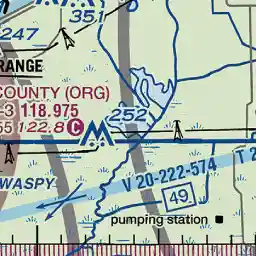 351
247
RANGE
COUNTY (ORG)
-3 118.975
55 122.8 C
252
WASPY
V 20-222-574
T 2
49
pumping station